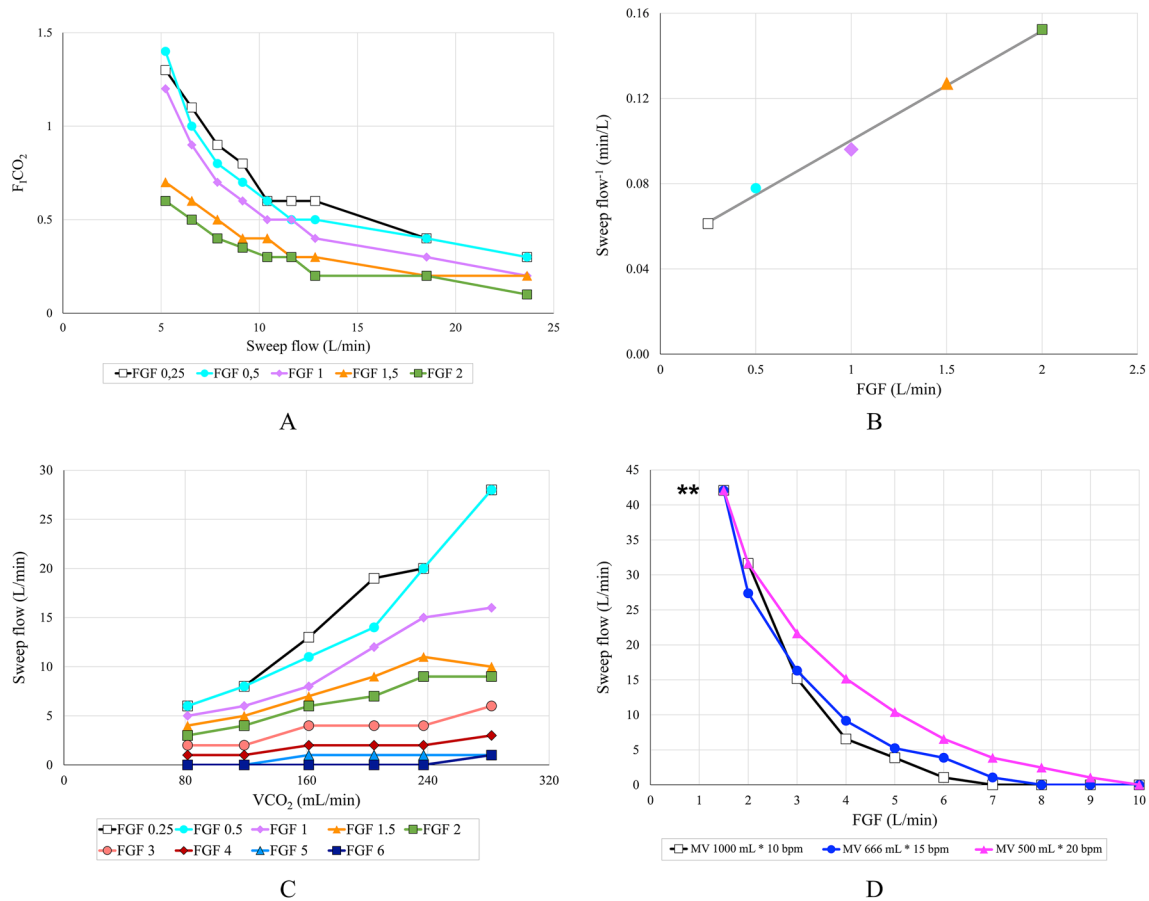 1.5
1
0.5
0
FICO2
0 5 10 15 20 25
Sweep flow (L/min)
FGF 0,25 FGF 0,5 FGF 1 FGF 1,5 FGF 2
A
0.16
0.12
0.08
0.04
0.00
Sweep flow-1 (min/L)
0 0.5 1 1.5 2 2.5
FGF (L/min)
B
30
25
20
15
10
5
0
Sweep flow (L/min)
0 80 160 240 320
VCO2 (mL/min)
FGF 0.25 FGF 0.5 FGF 1 FGF 1.5 FGF 2
FGF 3 FGF 4 FGF 5 FGF 6
C
45
40
35
30
25
20
15
10
5
0
**
Sweep flow (L/min)
0 1 2 3 4 5 6 7 8 9 10
FGF (L/min)
MV 1000 mL * 10 bpm MV 666 mL * 15 bpm MV 500 mL * 20 bpm
D